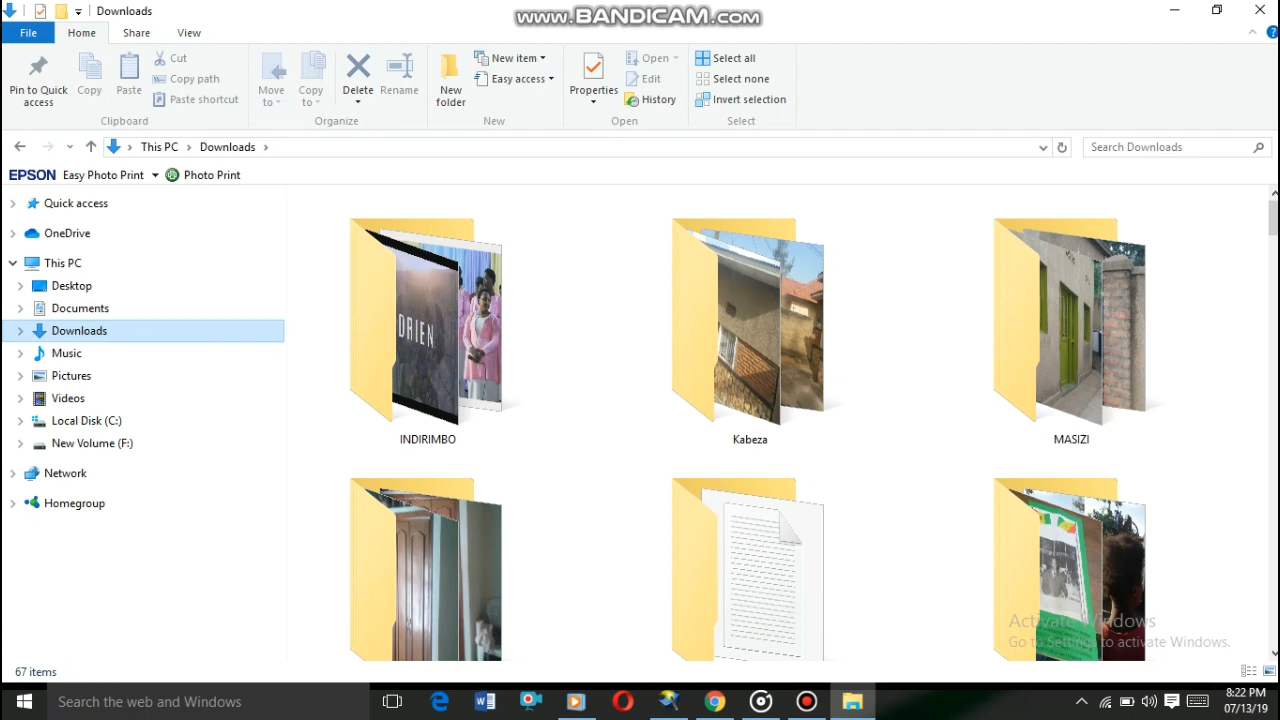 Downloads
www.BANDICAM.com
File
Home
Share
View
Pin to Quick access
Copy
Paste
Cut
Copy path
Paste shortcut
Clipboard
Move to
Copy to
Delete
Rename
Organize
New folder
New item
Easy access
New
Properties
Open
Edit
History
Open
Select all
Select none
Invert selection
Select
This PC
Downloads
Search Downloads
EPSON Easy Photo Print Photo Print
Quick access
OneDrive
This PC
Desktop
Documents
Downloads
Music
Pictures
Videos
Local Disk (C:)
New Volume (F:)
Network
Homegroup
DRIEN
INDIRIMBO
Kabeza
MASIZI
Activate Windows
Go to Settings to activate Windows.
67 items
Search the web and Windows
8:22 PM
07/13/19